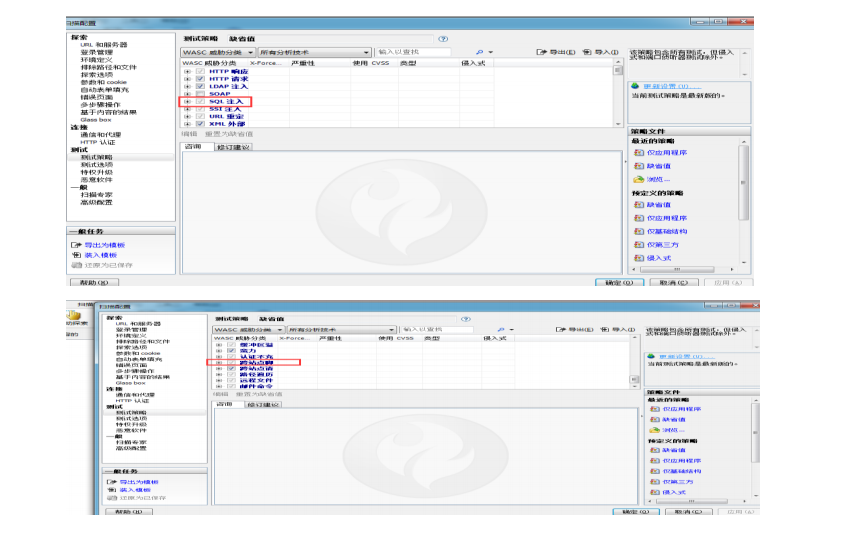 扫描配置
探索
URL 和服务器
登录管理
环境定义
排除路径和文件
探索选项
参数和 cookie
自动表单填充
错误页面
多步骤操作
基于内容的结果
Glass box
连接
通信和代理
HTTP 认证
测试
测试策略
测试选项
特权升级
恶意软件
一般
扫描专家
高级配置
一般任务
导出为模板
装入模板
还原为已保存
帮助(H)
测试策略 缺省值
WASC 威胁分类 所有分析技术 输入以查找 导出(E) 导入(I)
WASC 威胁分类 X-Force... 严重性 使用 CVSS 类型 侵入式
HTTP 响应
HTTP 请求
LDAP 注入
SOAP
SQL 注入
SSI 注入
URL 重定
XML 外部
编辑 重置为缺省值
咨询 修订建议
该策略包含所有测试，但侵入
式和端口侦听器测试除外。
更新设置(U)...
当前测试策略是最新版的。
策略文件
最近的策略
仅应用程序
缺省值
浏览...
预定义的策略
缺省值
仅应用程序
仅基础结构
仅第三方
侵入式
确定(O) 取消(C) 应用(A)
扫描
扫描配置
探索
URL 和服务器
登录管理
环境定义
排除路径和文件
探索选项
参数和 cookie
自动表单填充
错误页面
多步骤操作
基于内容的结果
Glass box
连接
通信和代理
HTTP 认证
测试
测试策略
测试选项
特权升级
恶意软件
一般
扫描专家
高级配置
一般任务
导出为模板
装入模板
还原为已保存
帮助(H)
测试策略 缺省值
WASC 威胁分类 所有分析技术 输入以查找 导出(E) 导入(I)
WASC 威胁分类 X-Force... 严重性 使用 CVSS 类型 侵入式
缓冲区溢
蛮力
认证不充
跨站点脚
跨站点请
路径遍历
远程文件
邮件命令
编辑 重置为缺省值
咨询 修订建议
该策略包含所有测试，但侵入
式和端口侦听器测试除外。
更新设置(U)...
当前测试策略是最新版的。
策略文件
最近的策略
仅应用程序
缺省值
浏览...
预定义的策略
缺省值
仅应用程序
仅基础结构
仅第三方
侵入式
确定(O) 取消(C) 应用(A)